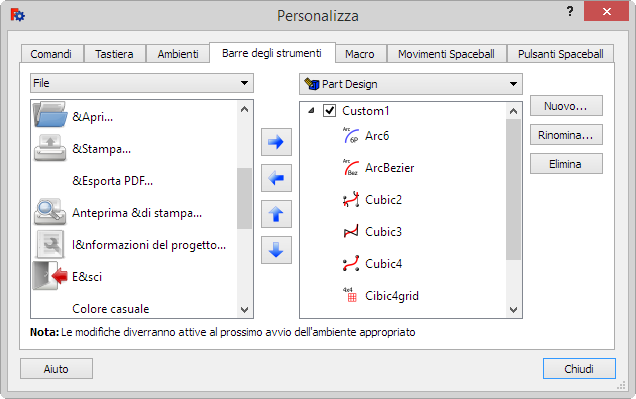 Personalizza
?
Comandi
Tastiera
Ambienti
Barre degli strumenti
Macro
Movimenti Spaceball
Pulsanti Spaceball
File
&Apri...
&Stampa...
&Esporta PDF...
Anteprima &di stampa...
I&nformazioni del progetto...
E&sci
Colore casuale
Part Design
Custom1
Arc
6P
Arc6
Arc
Bez
ArcBezier
Cubic2
Cubic3
Cubic4
4x4
Cibic4grid
Nuovo...
Rinomina...
Elimina
Nota: Le modifiche diverranno attive al prossimo avvio dell'ambiente appropriato
Aiuto
Chiudi